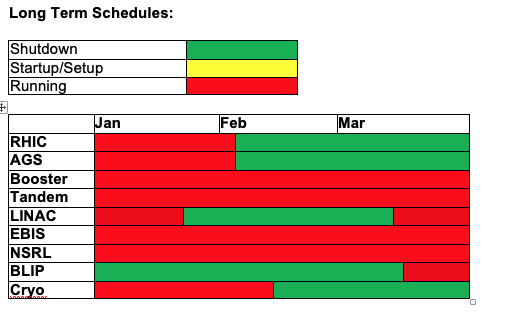 Long Term Schedules:
Shutdown
Startup/Setup
Running
Jan Feb Mar
RHIC
AGS
Booster
Tandem
LINAC
EBIS
NSRL
BLIP
Cryo